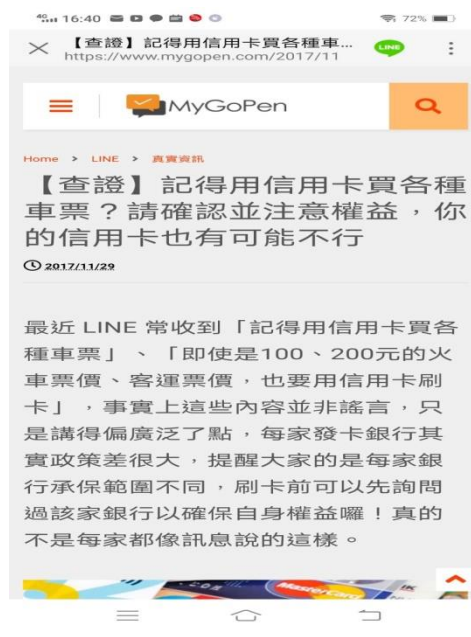 4G 16:40
72%
【查證】記得用信用卡買各種車...
https://www.mygopen.com/2017/11
LINE
MyGoPen
Home > LINE > 真實資訊
【查證】記得用信用卡買各種
車票？請確認並注意權益，你
的信用卡也有可能不行
2017/11/29
最近 LINE 常收到「記得用信用卡買各
種車票」、「即使是100、200元的火
車票價、客運票價，也要用信用卡刷
卡」，事實上這些內容並非謠言，只
是講得偏廣泛了點，每家發卡銀行其
實政策差很大，提醒大家的是每家銀
行承保範圍不同，刷卡前可以先詢問
過該家銀行以確保自身權益囉！真的
不是每家都像訊息說的這樣。
MasterCard